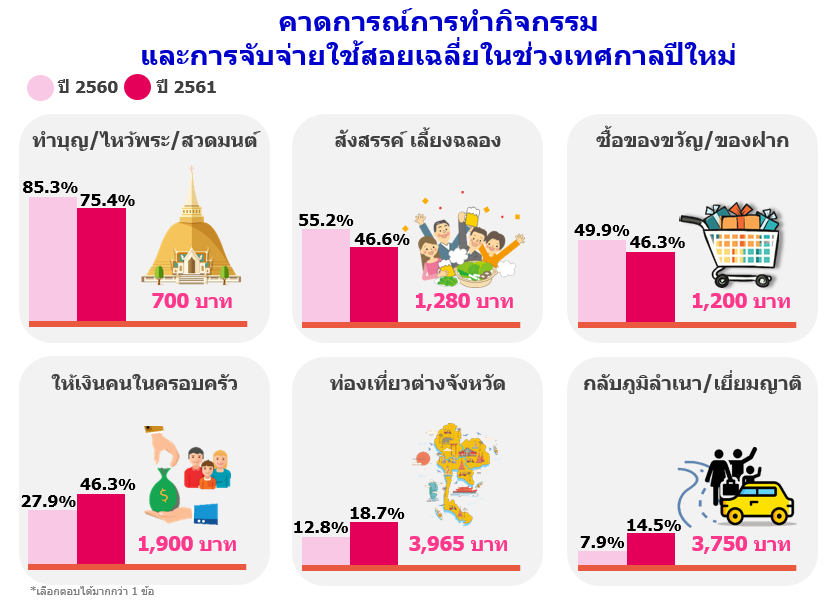 คาดการณ์การทำกิจกรรม
และการจับจ่ายใช้สอยเฉลี่ยในช่วงเทศกาลปีใหม่
ปี 2560 ปี 2561
ทำบุญ/ไหว้พระ/สวดมนต์
85.3%
75.4%
700 บาท
สังสรรค์ เลี้ยงฉลอง
55.2%
46.6%
1,280 บาท
ซื้อของขวัญ/ของฝาก
49.9%
46.3%
1,200 บาท
ให้เงินคนในครอบครัว
27.9%
46.3%
$
1,900 บาท
ท่องเที่ยวต่างจังหวัด
12.8%
18.7%
3,965 บาท
กลับภูมิลำเนา/เยี่ยมญาติ
7.9%
14.5%
3,750 บาท
*เลือกตอบได้มากกว่า 1 ข้อ